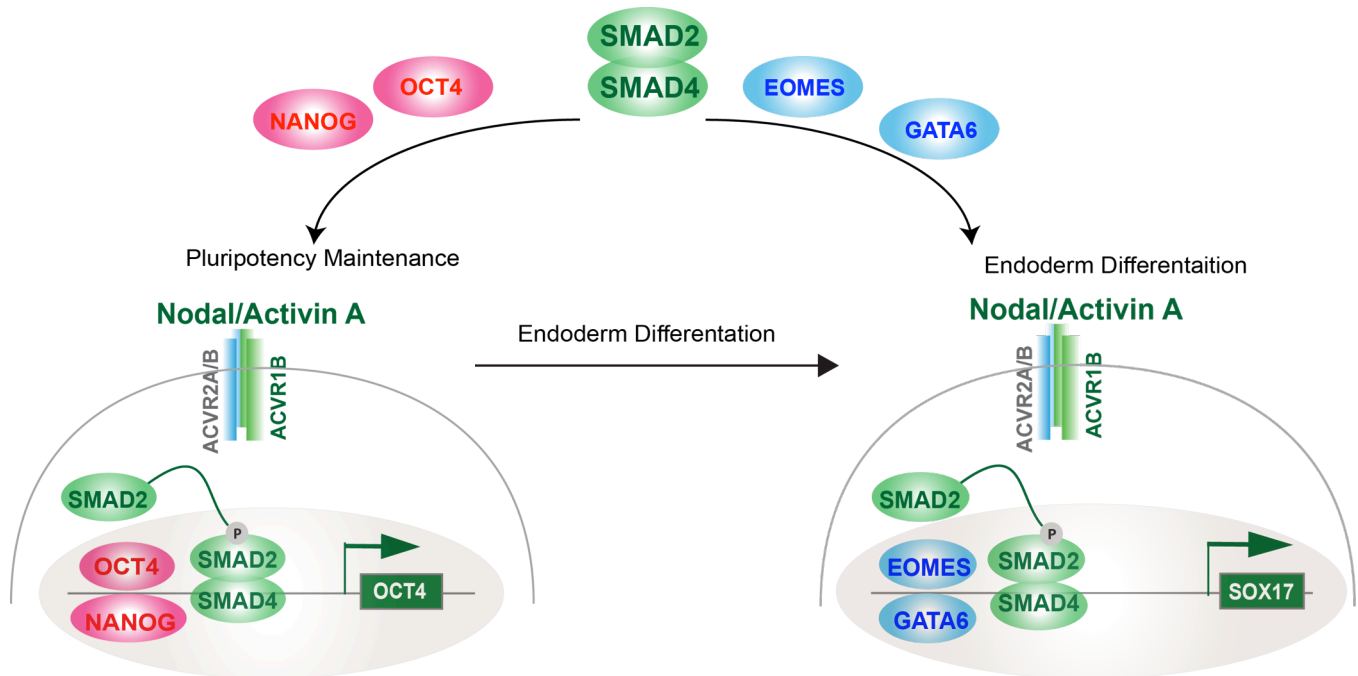 SMAD2
SMAD4
OCT4
NANOG
EOMES
GATA6
Pluripotency Maintenance
Endoderm Differentaition
Nodal/Activin A
ACVR2A/B
ACVR1B
Endoderm Differentation
Nodal/Activin A
ACVR2A/B
ACVR1B
SMAD2
P
SMAD2
SMAD4
OCT4
NANOG
OCT4
SMAD2
P
SMAD2
SMAD4
EOMES
GATA6
SOX17